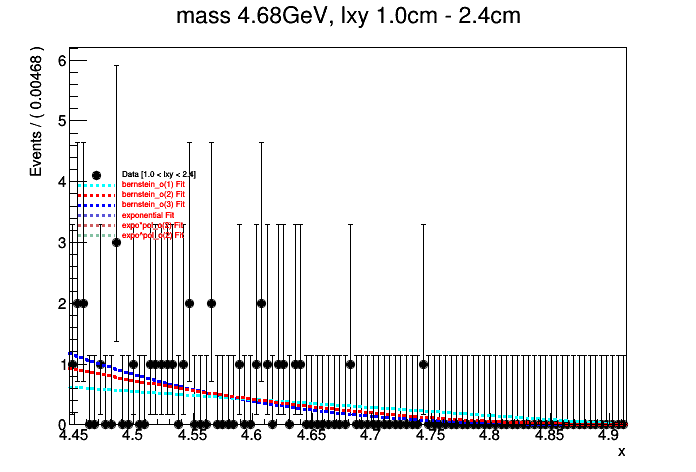 mass 4.68GeV, lxy 1.0cm - 2.4cm
Events / ( 0.00468 )
6
5
4
3
2
1
0
Data [1.0 < lxy < 2.4]
bernstein_o(1) Fit
bernstein_o(2) Fit
bernstein_o(3) Fit
exponential Fit
4.45 4.5 4.55 4.6 4.65 4.7 4.75 4.8 4.85 4.9
x